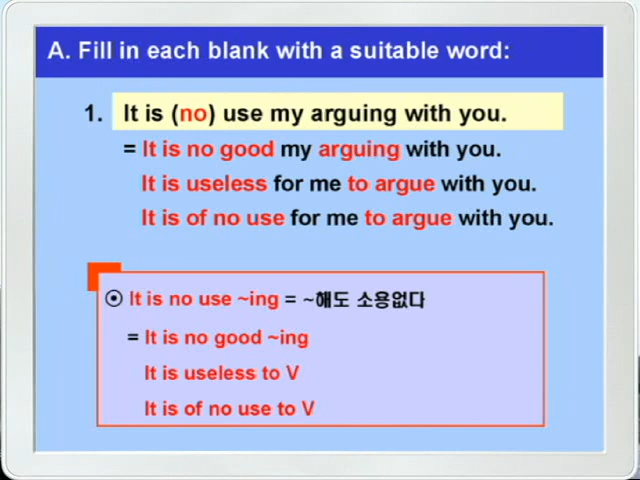 A. Fill in each blank with a suitable word:
1. It is (no) use my arguing with you.
= It is no good my arguing with you.
It is useless for me to argue with you.
It is of no use for me to argue with you.
⊙ It is no use ~ing = ~해도 소용없다
= It is no good ~ing
It is useless to V
It is of no use to V